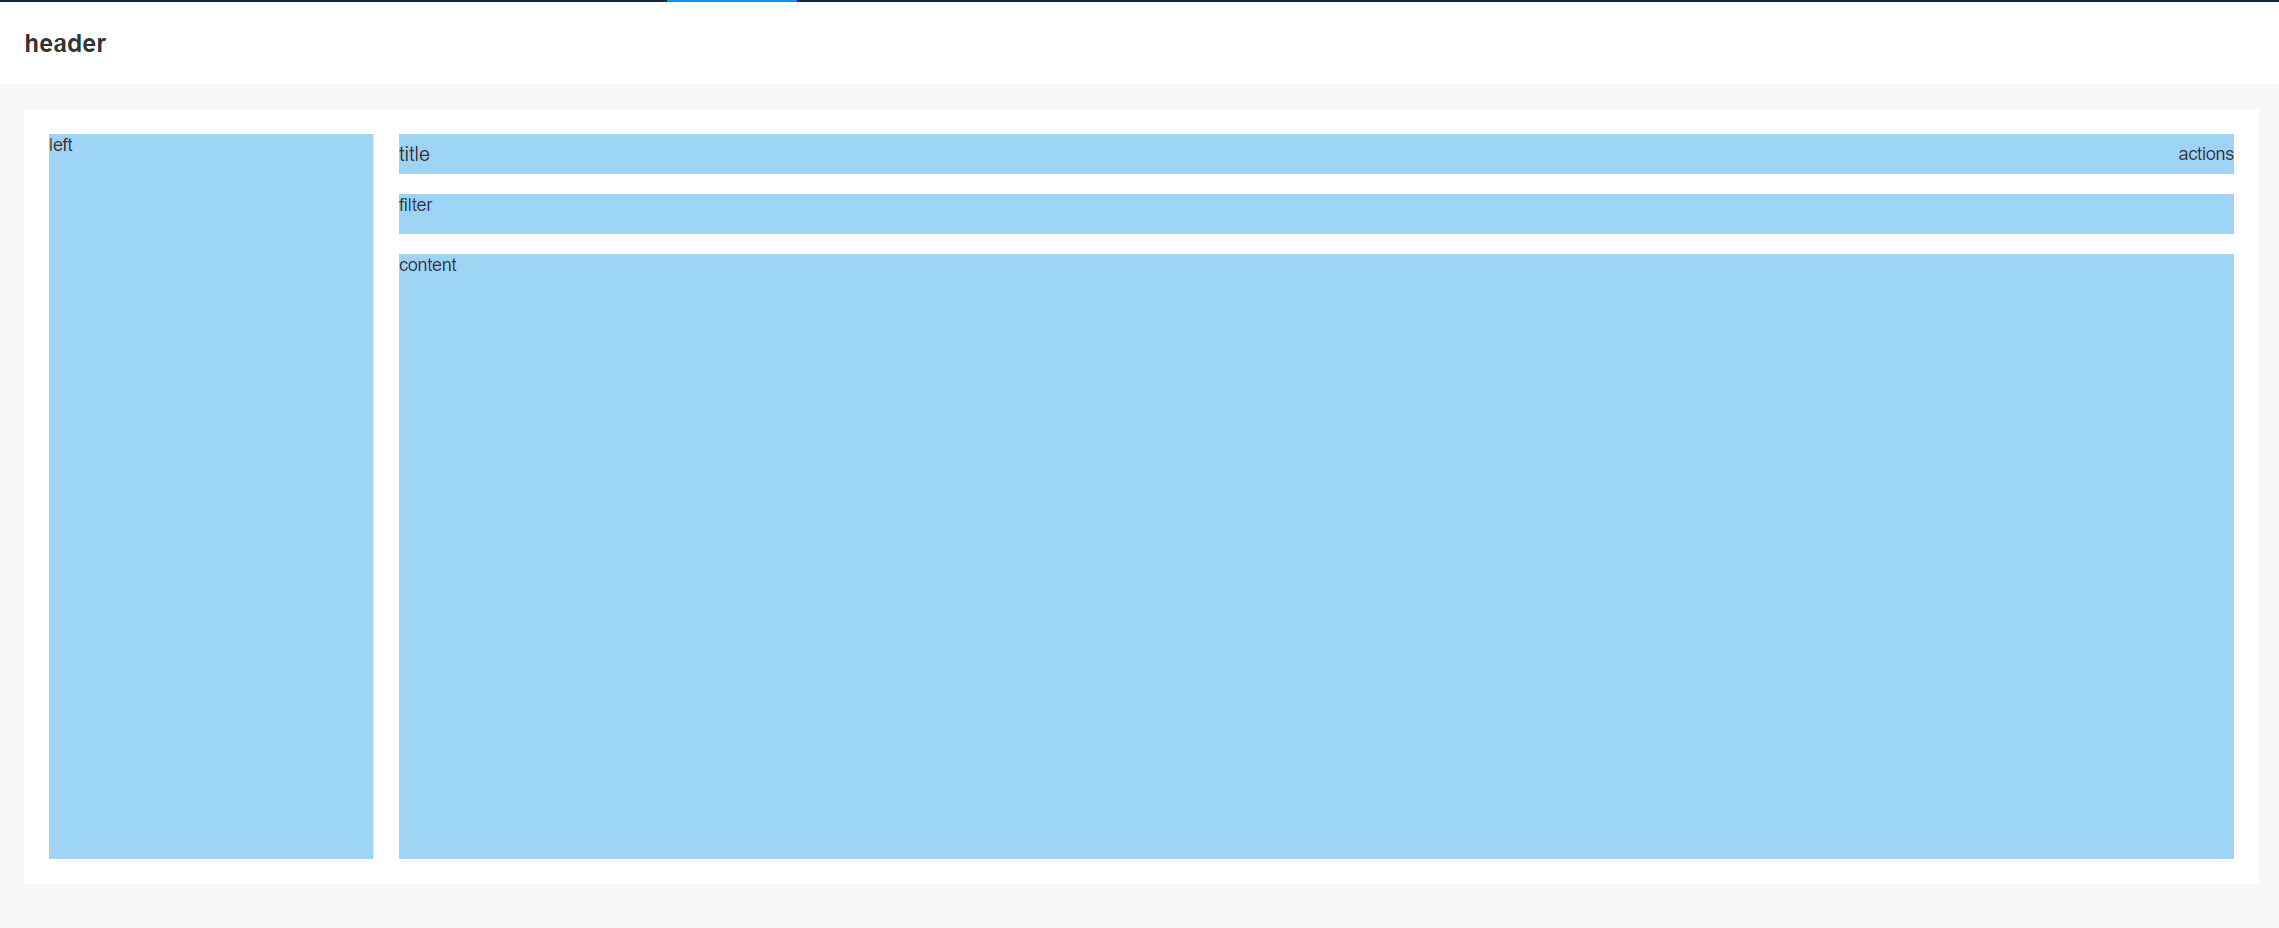 header
left
title
actions
filter
content